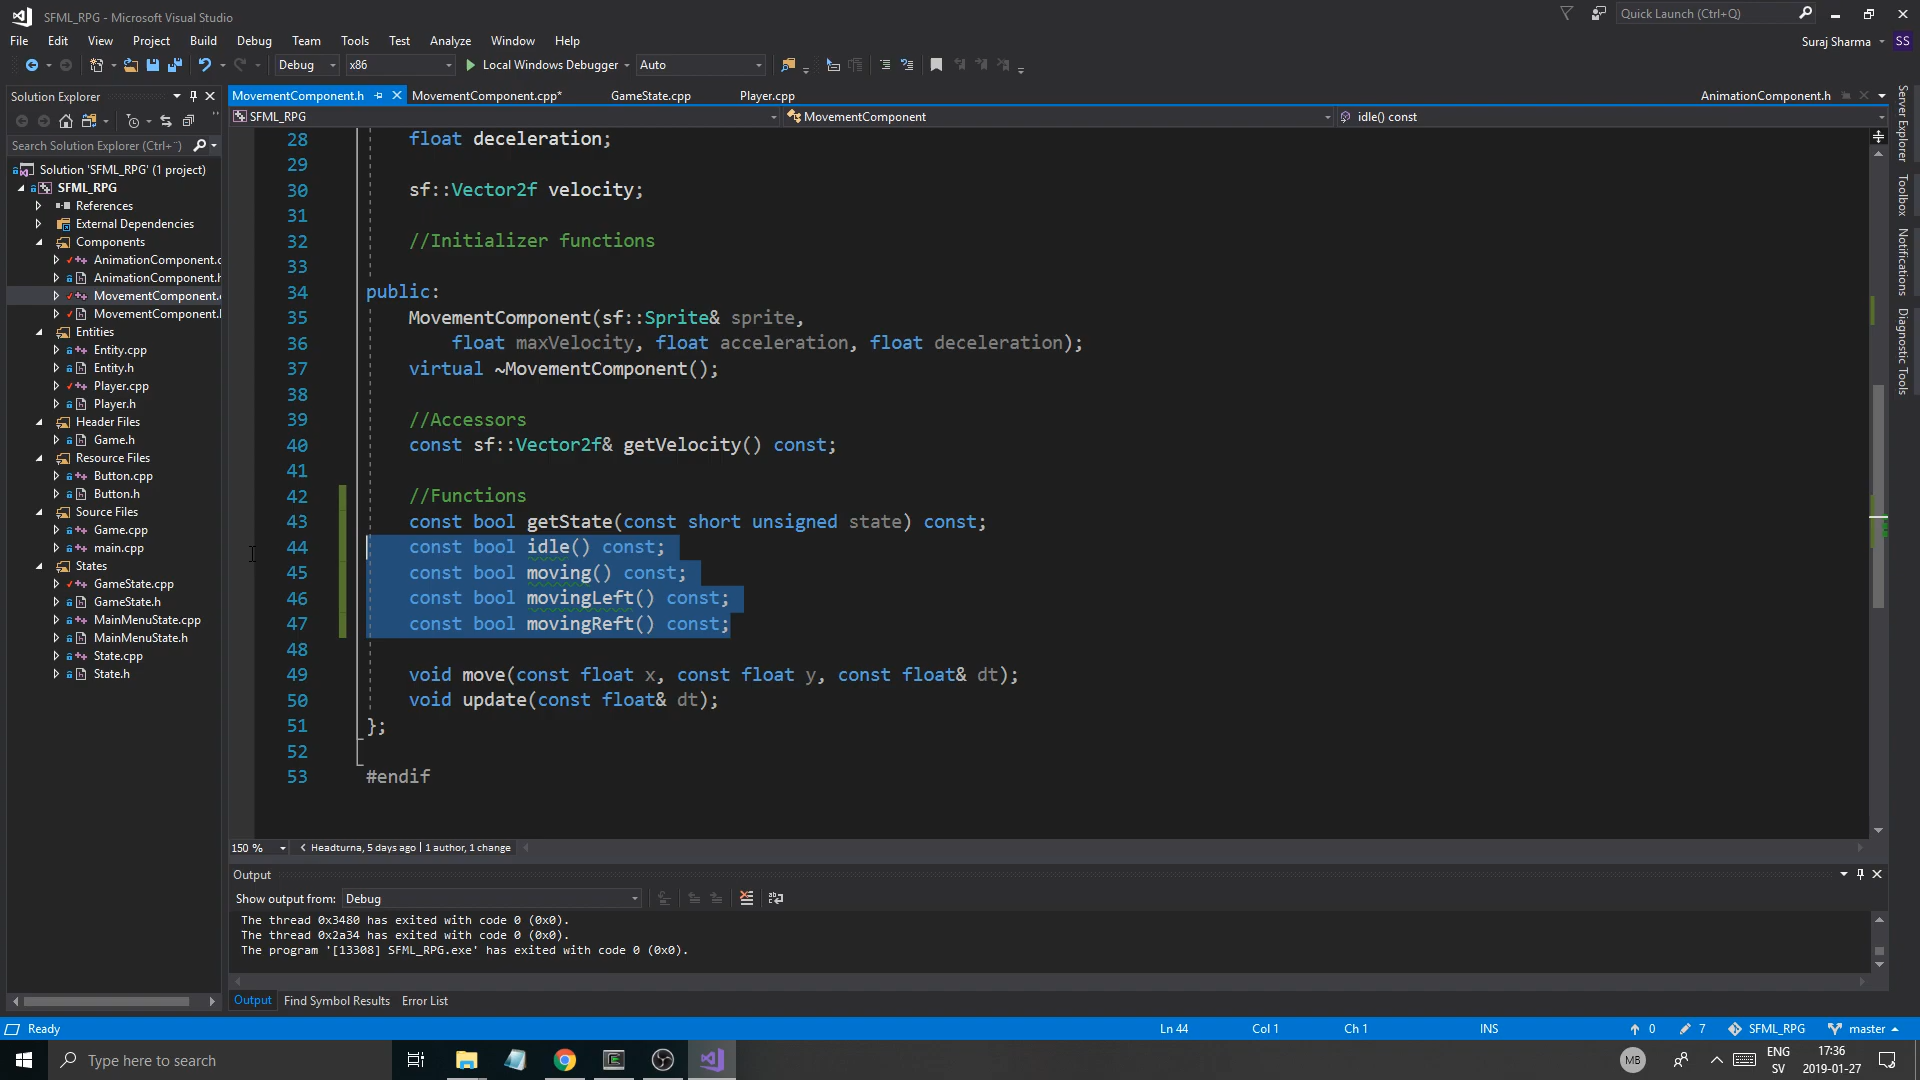 SFML_RPG - Microsoft Visual Studio
Quick Launch (Ctrl+Q)
File Edit View Project Build Debug Team Tools Test Analyze Window Help
Suraj Sharma SS
Debug x86 Local Windows Debugger Auto
Solution Explorer
MovementComponent.h MovementComponent.cpp* GameState.cpp Player.cpp AnimationComponent.h
SFML_RPG MovementComponent idle() const
Search Solution Explorer (Ctrl+¨)
Solution 'SFML_RPG' (1 project)
SFML_RPG
References
External Dependencies
Components
AnimationComponent.c
AnimationComponent.h
MovementComponent.c
MovementComponent.h
Entities
Entity.cpp
Entity.h
Player.cpp
Player.h
Header Files
Game.h
Resource Files
Button.cpp
Button.h
Source Files
Game.cpp
main.cpp
States
GameState.cpp
GameState.h
MainMenuState.cpp
MainMenuState.h
State.cpp
State.h
28 float deceleration;
29
30 sf::Vector2f velocity;
31
32 //Initializer functions
33
34 public:
35 MovementComponent(sf::Sprite& sprite,
36 float maxVelocity, float acceleration, float deceleration);
37 virtual ~MovementComponent();
38
39 //Accessors
40 const sf::Vector2f& getVelocity() const;
41
42 //Functions
43 const bool getState(const short unsigned state) const;
44 const bool idle() const;
45 const bool moving() const;
46 const bool movingLeft() const;
47 const bool movingReft() const;
48
49 void move(const float x, const float y, const float& dt);
50 void update(const float& dt);
51 };
52
53 #endif
Server Explorer
Toolbox
Notifications
Diagnostic Tools
150 % Headturna, 5 days ago | 1 author, 1 change
Output
Show output from: Debug
The thread 0x3480 has exited with code 0 (0x0).
The thread 0x2a34 has exited with code 0 (0x0).
The program '[13308] SFML_RPG.exe' has exited with code 0 (0x0).
Output Find Symbol Results Error List
Ready Ln 44 Col 1 Ch 1 INS 0 7 SFML_RPG master
Type here to search
MB
ENG
SV
17:36
2019-01-27